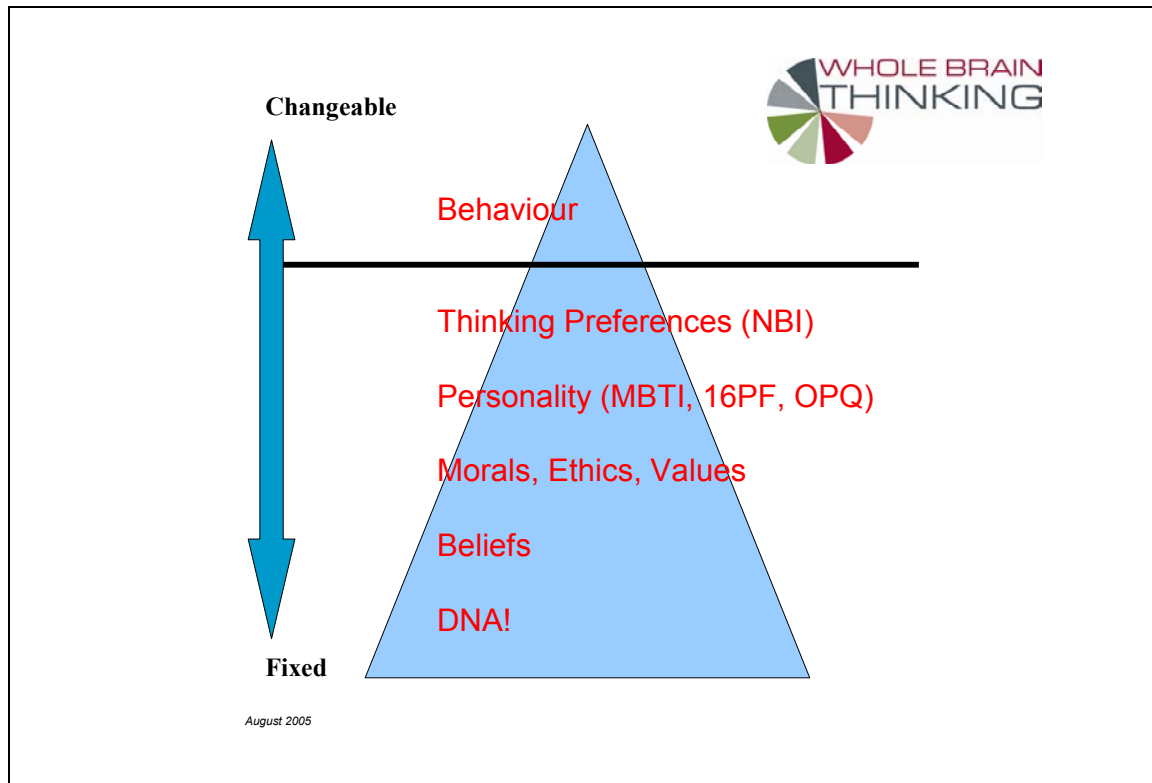 WHOLE BRAIN
THINKING
Changeable
Behaviour
Thinking Preferences (NBI)
Personality (MBTI, 16PF, OPQ)
Morals, Ethics, Values
Beliefs
DNA!
Fixed
August 2005